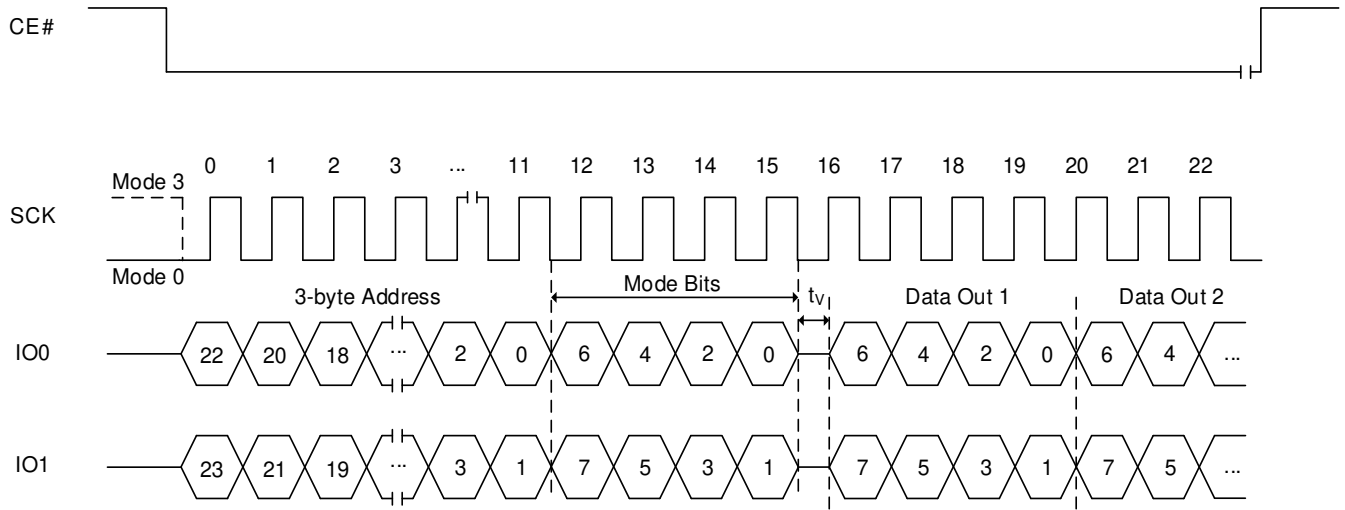 CE#
0 1 2 3 ... 11 12 13 14 15 16 17 18 19 20 21 22
Mode 3
SCK
Mode 0
3-byte Address Mode Bits tV Data Out 1 Data Out 2
IO0 22 20 18 ... 2 0 6 4 2 0 6 4 2 0 6 4 ...
IO1 23 21 19 ... 3 1 7 5 3 1 7 5 3 1 7 5 ...